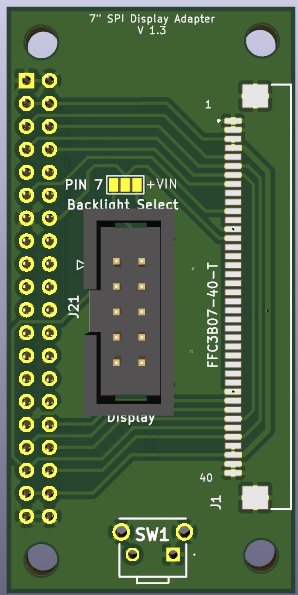 7" SPI Display Adapter
V 1.3
1
PIN 7
+VIN
Backlight Select
J21
FFC3B07-40-T
Display
40
J1
SW1